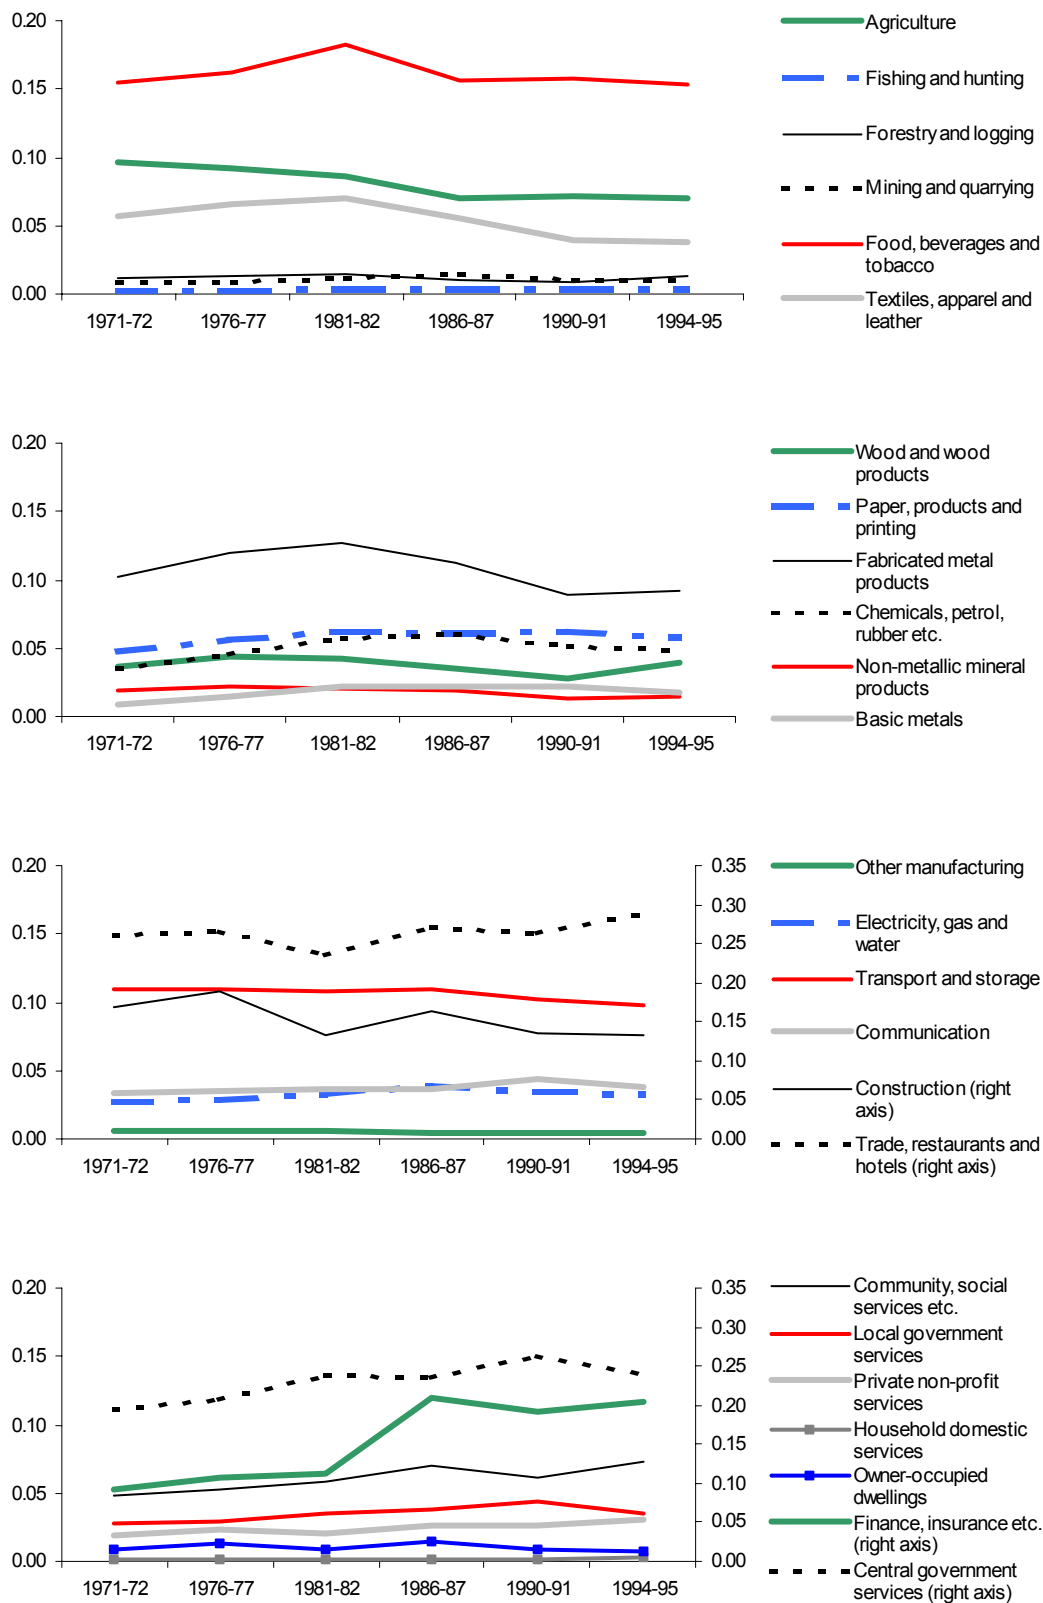 0.20
0.15
0.10
0.05
0.00
1971-72 1976-77 1981-82 1986-87 1990-91 1994-95
Agriculture
Fishing and hunting
Forestry and logging
Mining and quarrying
Food, beverages and
tobacco
Textiles, apparel and
leather
0.20
0.15
0.10
0.05
0.00
1971-72 1976-77 1981-82 1986-87 1990-91 1994-95
Wood and wood
products
Paper, products and
printing
Fabricated metal
products
Chemicals, petrol,
rubber etc.
Non-metallic mineral
products
Basic metals
0.20
0.15
0.10
0.05
0.00
1971-72 1976-77 1981-82 1986-87 1990-91 1994-95
0.35
0.30
0.25
0.20
0.15
0.10
0.05
0.00
Other manufacturing
Electricity, gas and
water
Transport and storage
Communication
Construction (right
axis)
Trade, restaurants and
hotels (right axis)
0.20
0.15
0.10
0.05
0.00
1971-72 1976-77 1981-82 1986-87 1990-91 1994-95
0.35
0.30
0.25
0.20
0.15
0.10
0.05
0.00
Community, social
services etc.
Local government
services
Private non-profit
services
Household domestic
services
Owner-occupied
dwellings
Finance, insurance etc.
(right axis)
Central government
services (right axis)